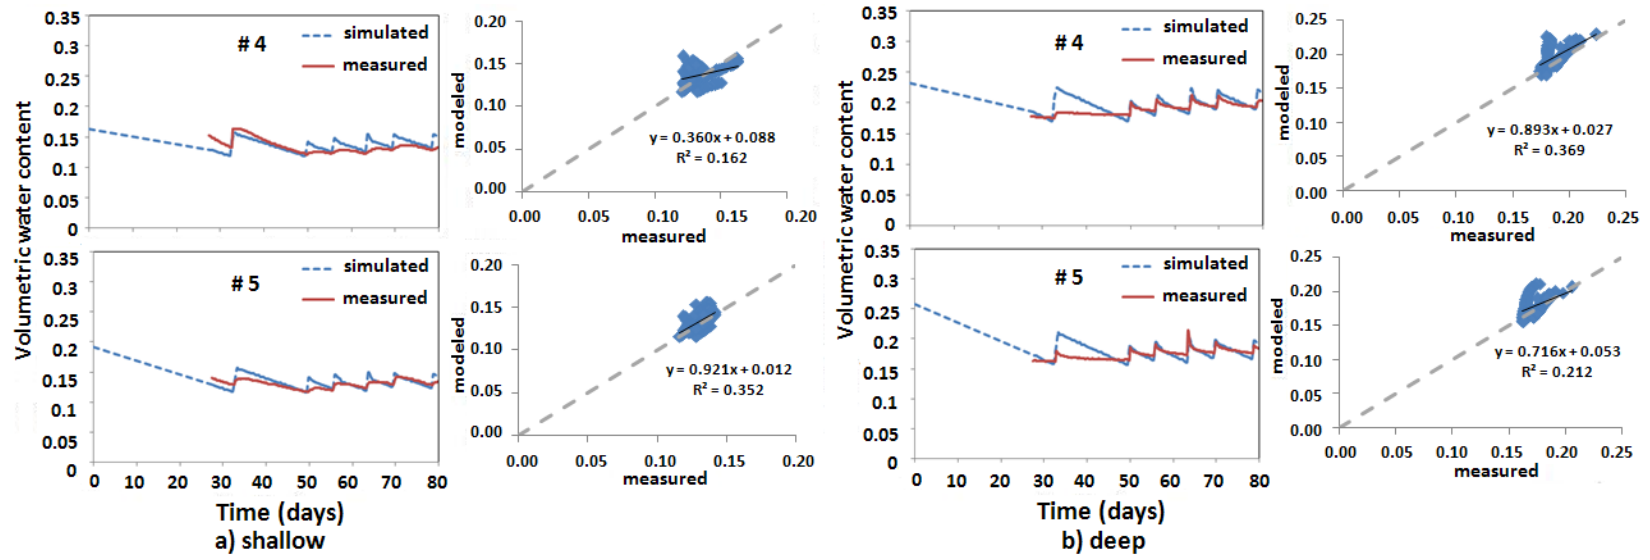 Volumetric water content
0.35
0.3
0.25
0.2
0.15
0.1
0.05
0
# 4
simulated
measured
modeled
0.20
0.15
0.10
0.05
0.00
y = 0.360x + 0.088
R² = 0.162
0.00 0.05 0.10 0.15 0.20
measured
0.35
0.3
0.25
0.2
0.15
0.1
0.05
0
# 5
simulated
measured
0 10 20 30 40 50 60 70 80
Time (days)
a) shallow
modeled
0.20
0.15
0.10
0.05
0.00
y = 0.921x + 0.012
R² = 0.352
0.00 0.05 0.10 0.15 0.20
measured
Volumetric water content
0.35
0.3
0.25
0.2
0.15
0.1
0.05
0
# 4
simulated
measured
0 10 20 30 40 50 60 70 80
modeled
0.25
0.20
0.15
0.10
0.05
0.00
y = 0.893x + 0.027
R² = 0.369
0.00 0.05 0.10 0.15 0.20 0.25
measured
0.35
0.3
0.25
0.2
0.15
0.1
0.05
0
# 5
simulated
measured
0 10 20 30 40 50 60 70 80
Time (days)
b) deep
modeled
0.25
0.20
0.15
0.10
0.05
0.00
y = 0.716x + 0.053
R² = 0.212
0.00 0.05 0.10 0.15 0.20 0.25
measured